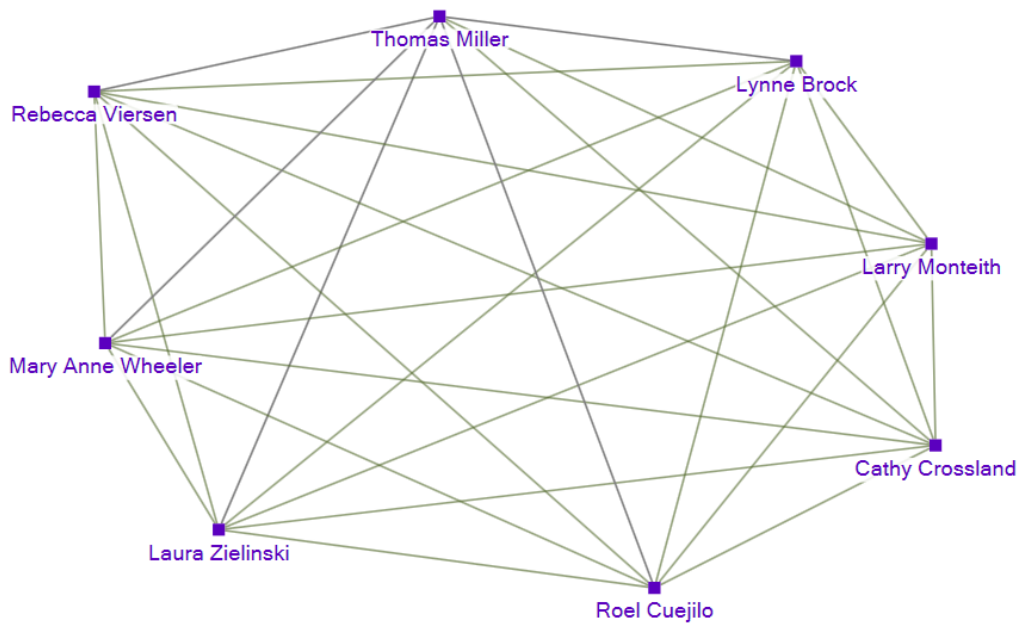 Thomas Miller
Lynne Brock
Rebecca Viersen
Larry Monteith
Mary Anne Wheeler
Cathy Crossland
Laura Zielinski
Roel Cuejilo